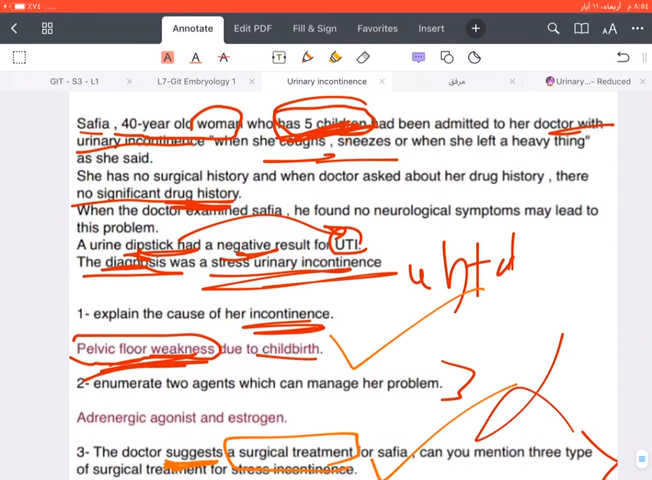 ٪٧٤
٨:٥٤ م أربعاء، ١١ أيار
Annotate Edit PDF Fill & Sign Favorites Insert
GIT - S3 - L1 L7-Git Embryology 1 Urinary incontinence مرفق Urinary... - Reduced
Safia , 40-year old woman who has 5 children had been admitted to her doctor with
urinary incontinence "when she coughs , sneezes or when she left a heavy thing"
as she said.
She has no surgical history and when doctor asked about her drug history , there
no significant drug history.
When the doctor examined safia , he found no neurological symptoms may lead to
this problem.
A urine dipstick had a negative result for UTI.
The diagnosis was a stress urinary incontinence
1- explain the cause of her incontinence.
Pelvic floor weakness due to childbirth.
2- enumerate two agents which can manage her problem.
Adrenergic agonist and estrogen.
3- The doctor suggests a surgical treatment for safia , can you mention three type
of surgical treatment for stress incontinence.